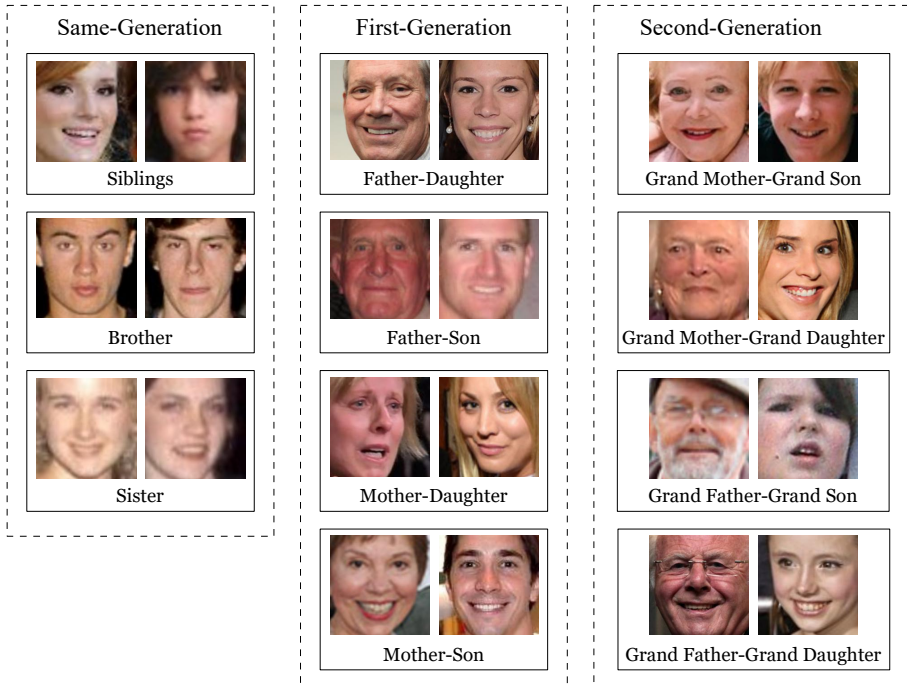 Same-Generation
Siblings
Brother
Sister
First-Generation
Father-Daughter
Father-Son
Mother-Daughter
Mother-Son
Second-Generation
Grand Mother-Grand Son
Grand Mother-Grand Daughter
Grand Father-Grand Son
Grand Father-Grand Daughter